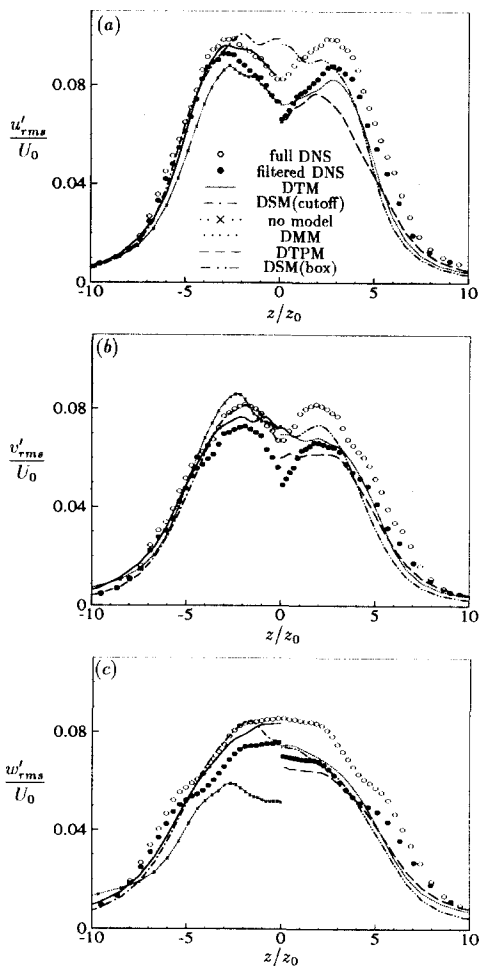 (a)
0.08
u'rms
U0
0.04
0
full DNS
filtered DNS
DTM
DSM(cutoff)
no model
DMM
DTPM
DSM(box)
-10 -5 0 5 10
z/z0
(b)
0.08
v'rms
U0
0.04
0
-10 -5 0 5 10
z/z0
(c)
0.08
w'rms
U0
0.04
0
-10 -5 0 5 10
z/z0